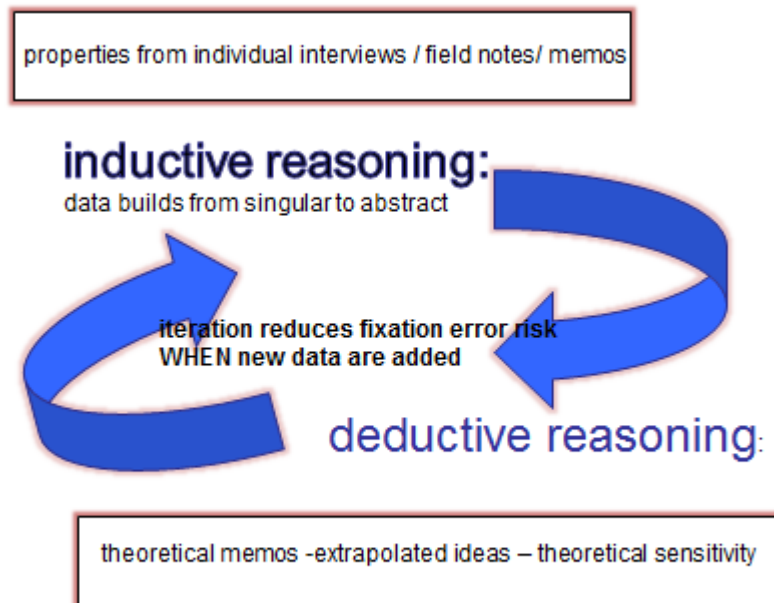 properties from individual interviews / field notes/ memos
inductive reasoning:
data builds from singular to abstract
iteration reduces fixation error risk
WHEN new data are added
deductive reasoning:
theoretical memos -extrapolated ideas – theoretical sensitivity